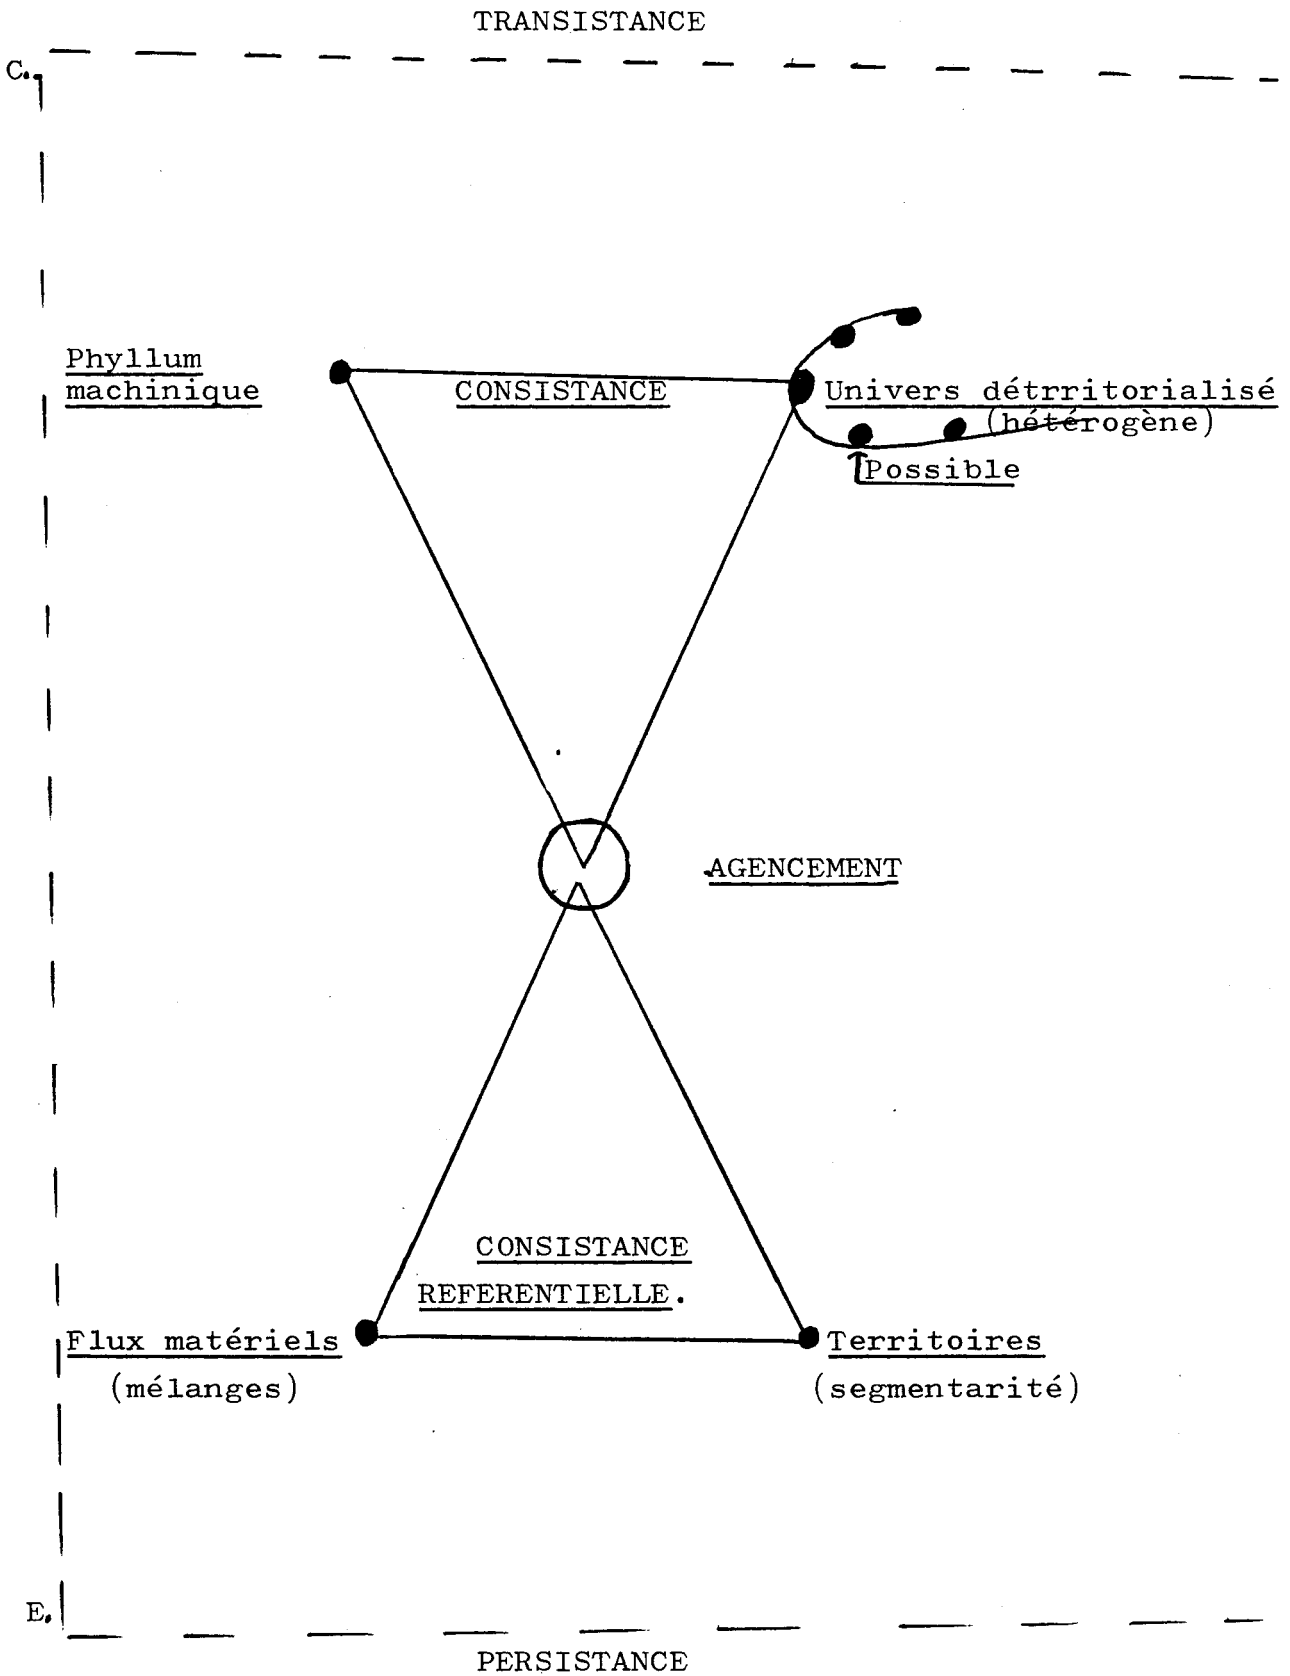 TRANSISTANCE
C.
Phyllum
machinique
CONSISTANCE
Univers détrritorialisé
(hétérogène)
Possible
AGENCEMENT
CONSISTANCE
REFERENTIELLE.
Flux matériels
(mélanges)
Territoires
(segmentarité)
E.
PERSISTANCE